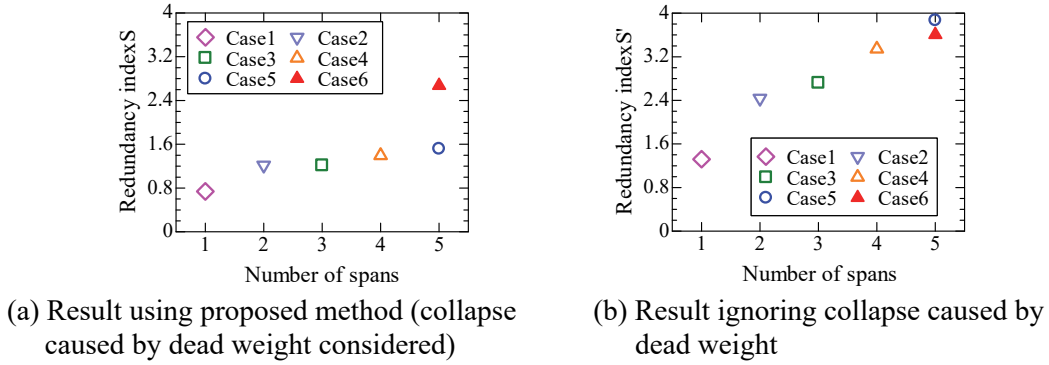 Redundancy indexS
4
3.2
2.4
1.6
0.8
0
Case1 Case2
Case3 Case4
Case5 Case6
1 2 3 4 5
Number of spans
(a) Result using proposed method (collapse
caused by dead weight considered)
Redundancy indexS'
4
3.2
2.4
1.6
0.8
0
Case1 Case2
Case3 Case4
Case5 Case6
1 2 3 4 5
Number of spans
(b) Result ignoring collapse caused by
dead weight